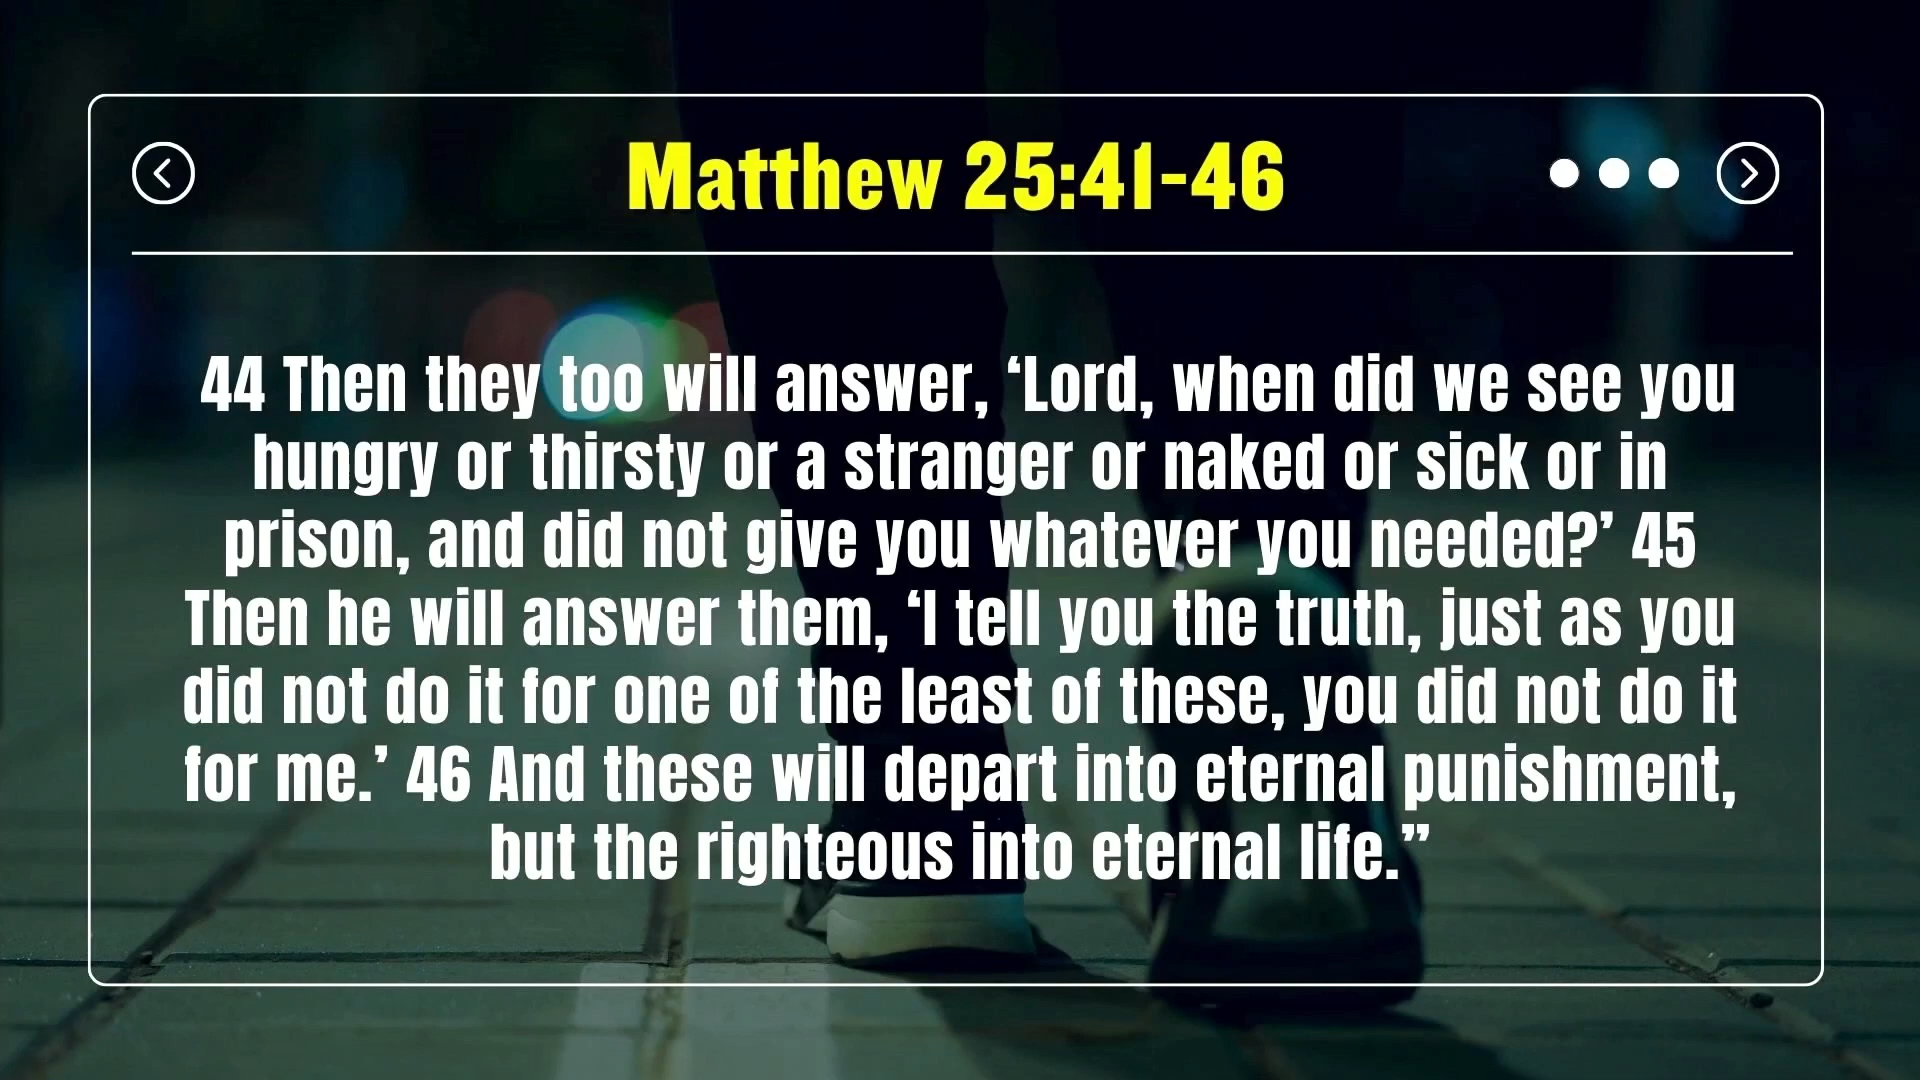 Matthew 25:41-46
44 Then they too will answer, ‘Lord, when did we see you
hungry or thirsty or a stranger or naked or sick or in
prison, and did not give you whatever you needed?’ 45
Then he will answer them, ‘I tell you the truth, just as you
did not do it for one of the least of these, you did not do it
for me.’ 46 And these will depart into eternal punishment,
but the righteous into eternal life.”